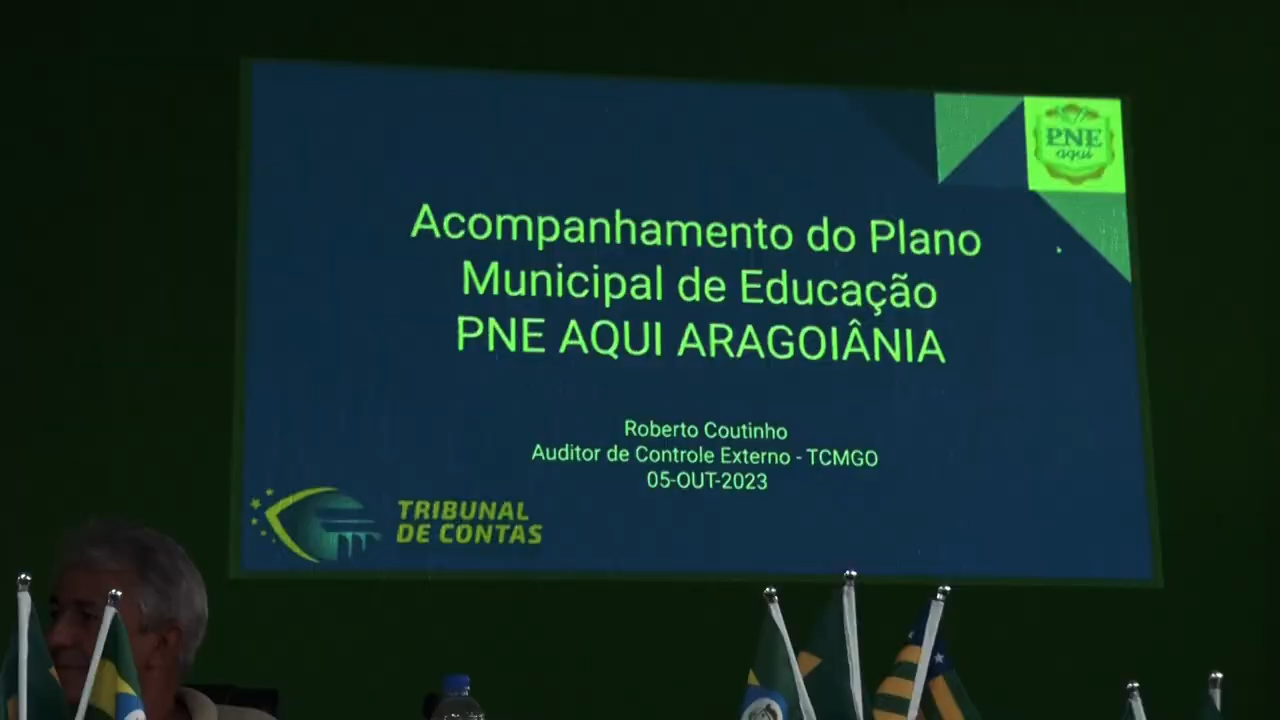 PNE
aqui
Acompanhamento do Plano
Municipal de Educação
PNE AQUI ARAGOIÂNIA
Roberto Coutinho
Auditor de Controle Externo - TCMGO
05-OUT-2023
TRIBUNAL
DE CONTAS